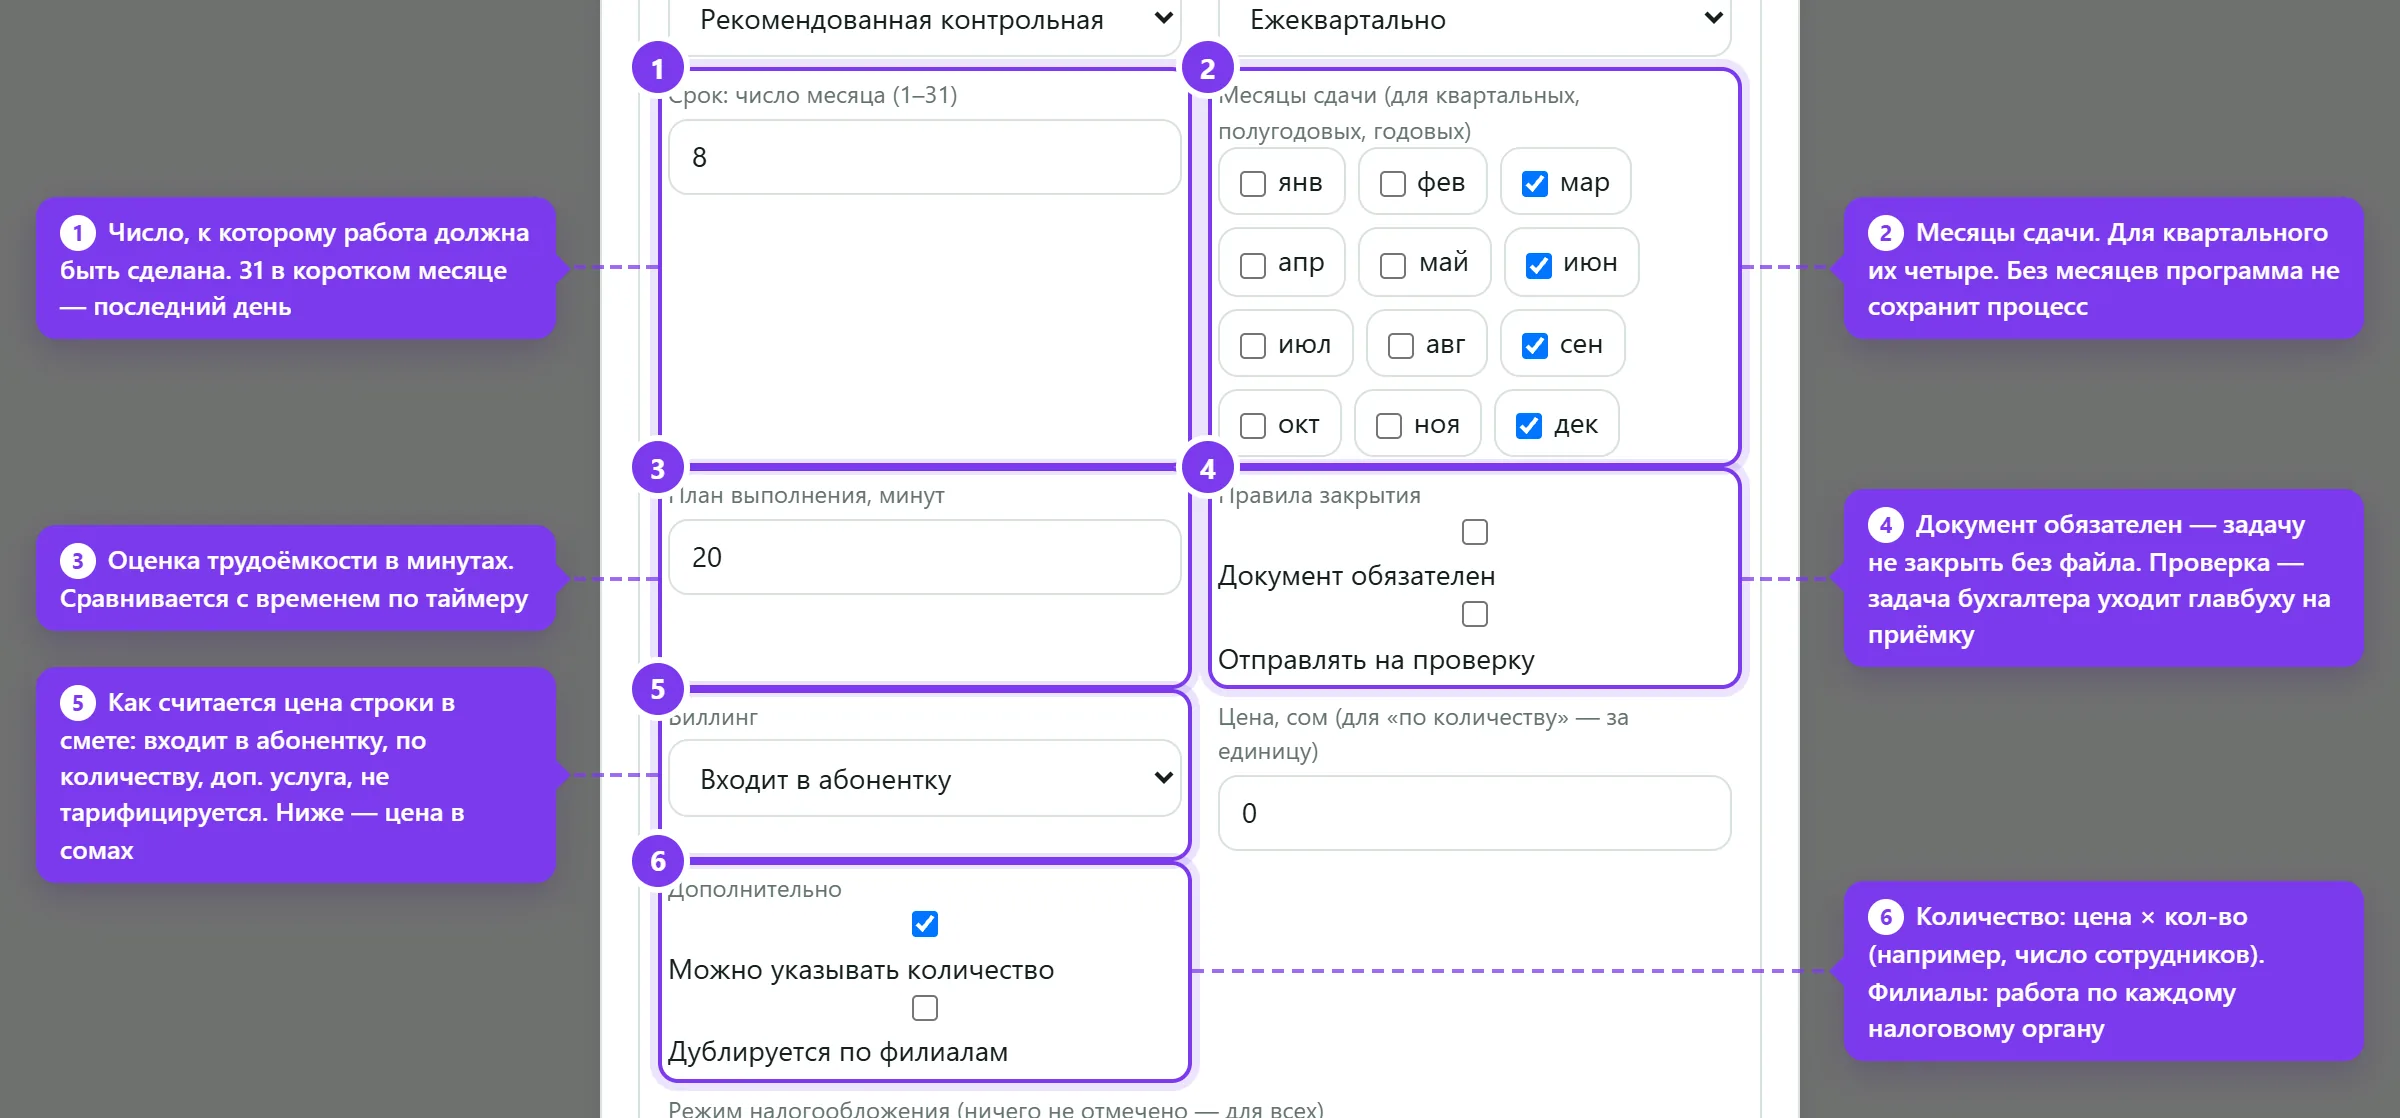 Рекомендованная контрольная
Ежеквартально
1
2
Срок: число месяца (1–31)
8
Месяцы сдачи (для квартальных,
полугодовых, годовых)
янв
фев
мар
апр
май
июн
июл
авг
сен
окт
ноя
дек
1 Число, к которому работа должна
быть сделана. 31 в коротком месяце
— последний день
2 Месяцы сдачи. Для квартального
их четыре. Без месяцев программа не
сохранит процесс
3
4
План выполнения, минут
20
Правила закрытия
Документ обязателен
Отправлять на проверку
3 Оценка трудоёмкости в минутах.
Сравнивается с временем по таймеру
4 Документ обязателен — задачу
не закрыть без файла. Проверка —
задача бухгалтера уходит главбуху на
приёмку
5
Биллинг
Входит в абонентку
Цена, сом (для «по количеству» — за
единицу)
0
5 Как считается цена строки в
смете: входит в абонентку, по
количеству, доп. услуга, не
тарифицируется. Ниже — цена в
сомах
6
Дополнительно
Можно указывать количество
Дублируется по филиалам
6 Количество: цена × кол-во
(например, число сотрудников).
Филиалы: работа по каждому
налоговому органу
Режим налогообложения (ничего не отмечено — для всех)